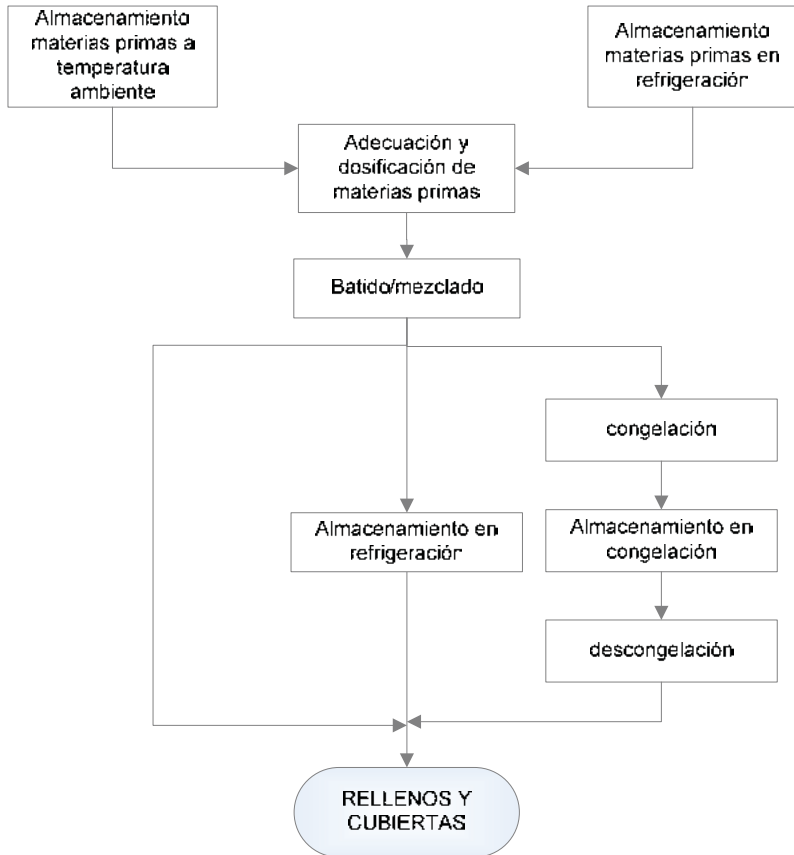 Almacenamiento
materias primas a
temperatura
ambiente
Almacenamiento
materias primas en
refrigeración
Adecuación y
dosificación de
materias primas
Batido/mezclado
congelación
Almacenamiento en
refrigeración
Almacenamiento en
congelación
descongelación
RELLENOS Y
CUBIERTAS